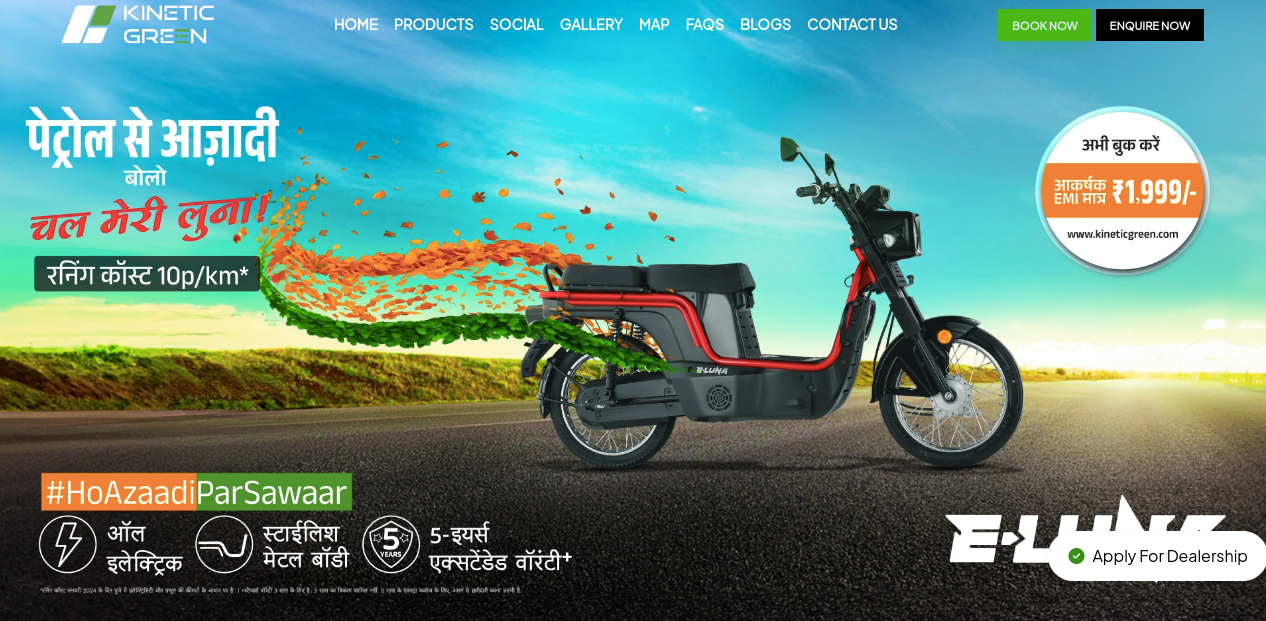 KINETIC
GREEN
HOME PRODUCTS SOCIAL GALLERY MAP FAQS BLOGS CONTACT US
BOOK NOW ENQUIRE NOW
पेट्रोल से आज़ादी
बोलो
चल मेरी लुना!
रनिंग कॉस्ट 10p/km*
अभी बुक करें
आकर्षक
EMI मात्र ₹1,999/-
www.kineticgreen.com
E-LUNA
#HoAzaadiParSawaar
ऑल
इलेक्ट्रिक
स्टाईलिश
मेटल बॉडी
5
YEARS
5-इयर्स
एक्सटेंडेड वॉरंटी+
Apply For Dealership